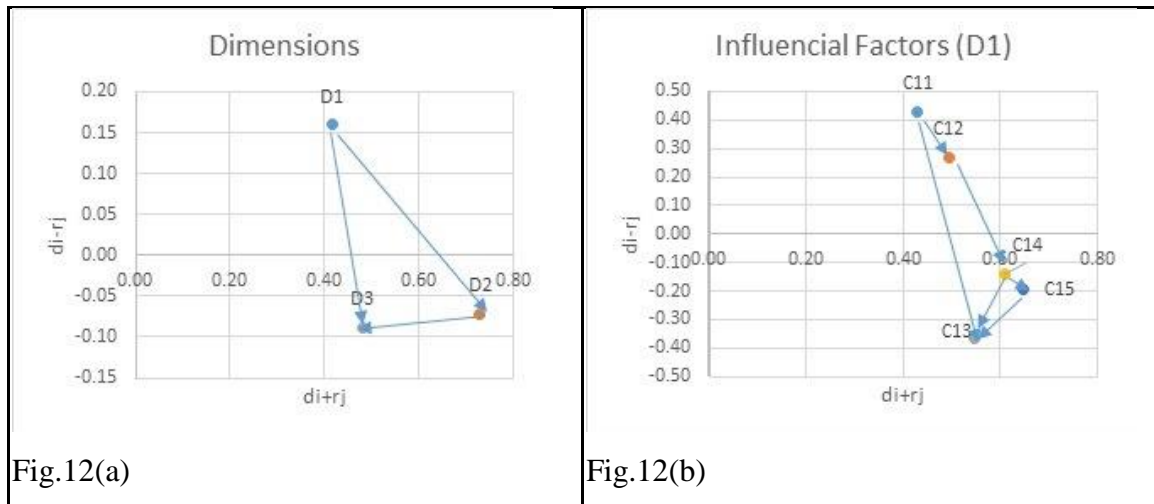 Dimensions
0.20
0.15
0.10
0.05
0.00
-0.05
-0.10
-0.15
0.00 0.20 0.40 0.60 0.80
D1
D2
D3
di-rj
di+rj
Fig.12(a)
Influencial Factors (D1)
0.50
0.40
0.30
0.20
0.10
0.00
-0.10
-0.20
-0.30
-0.40
-0.50
0.00 0.20 0.40 0.60 0.80
C11
C12
C14
C15
C13
di-rj
di+rj
Fig.12(b)